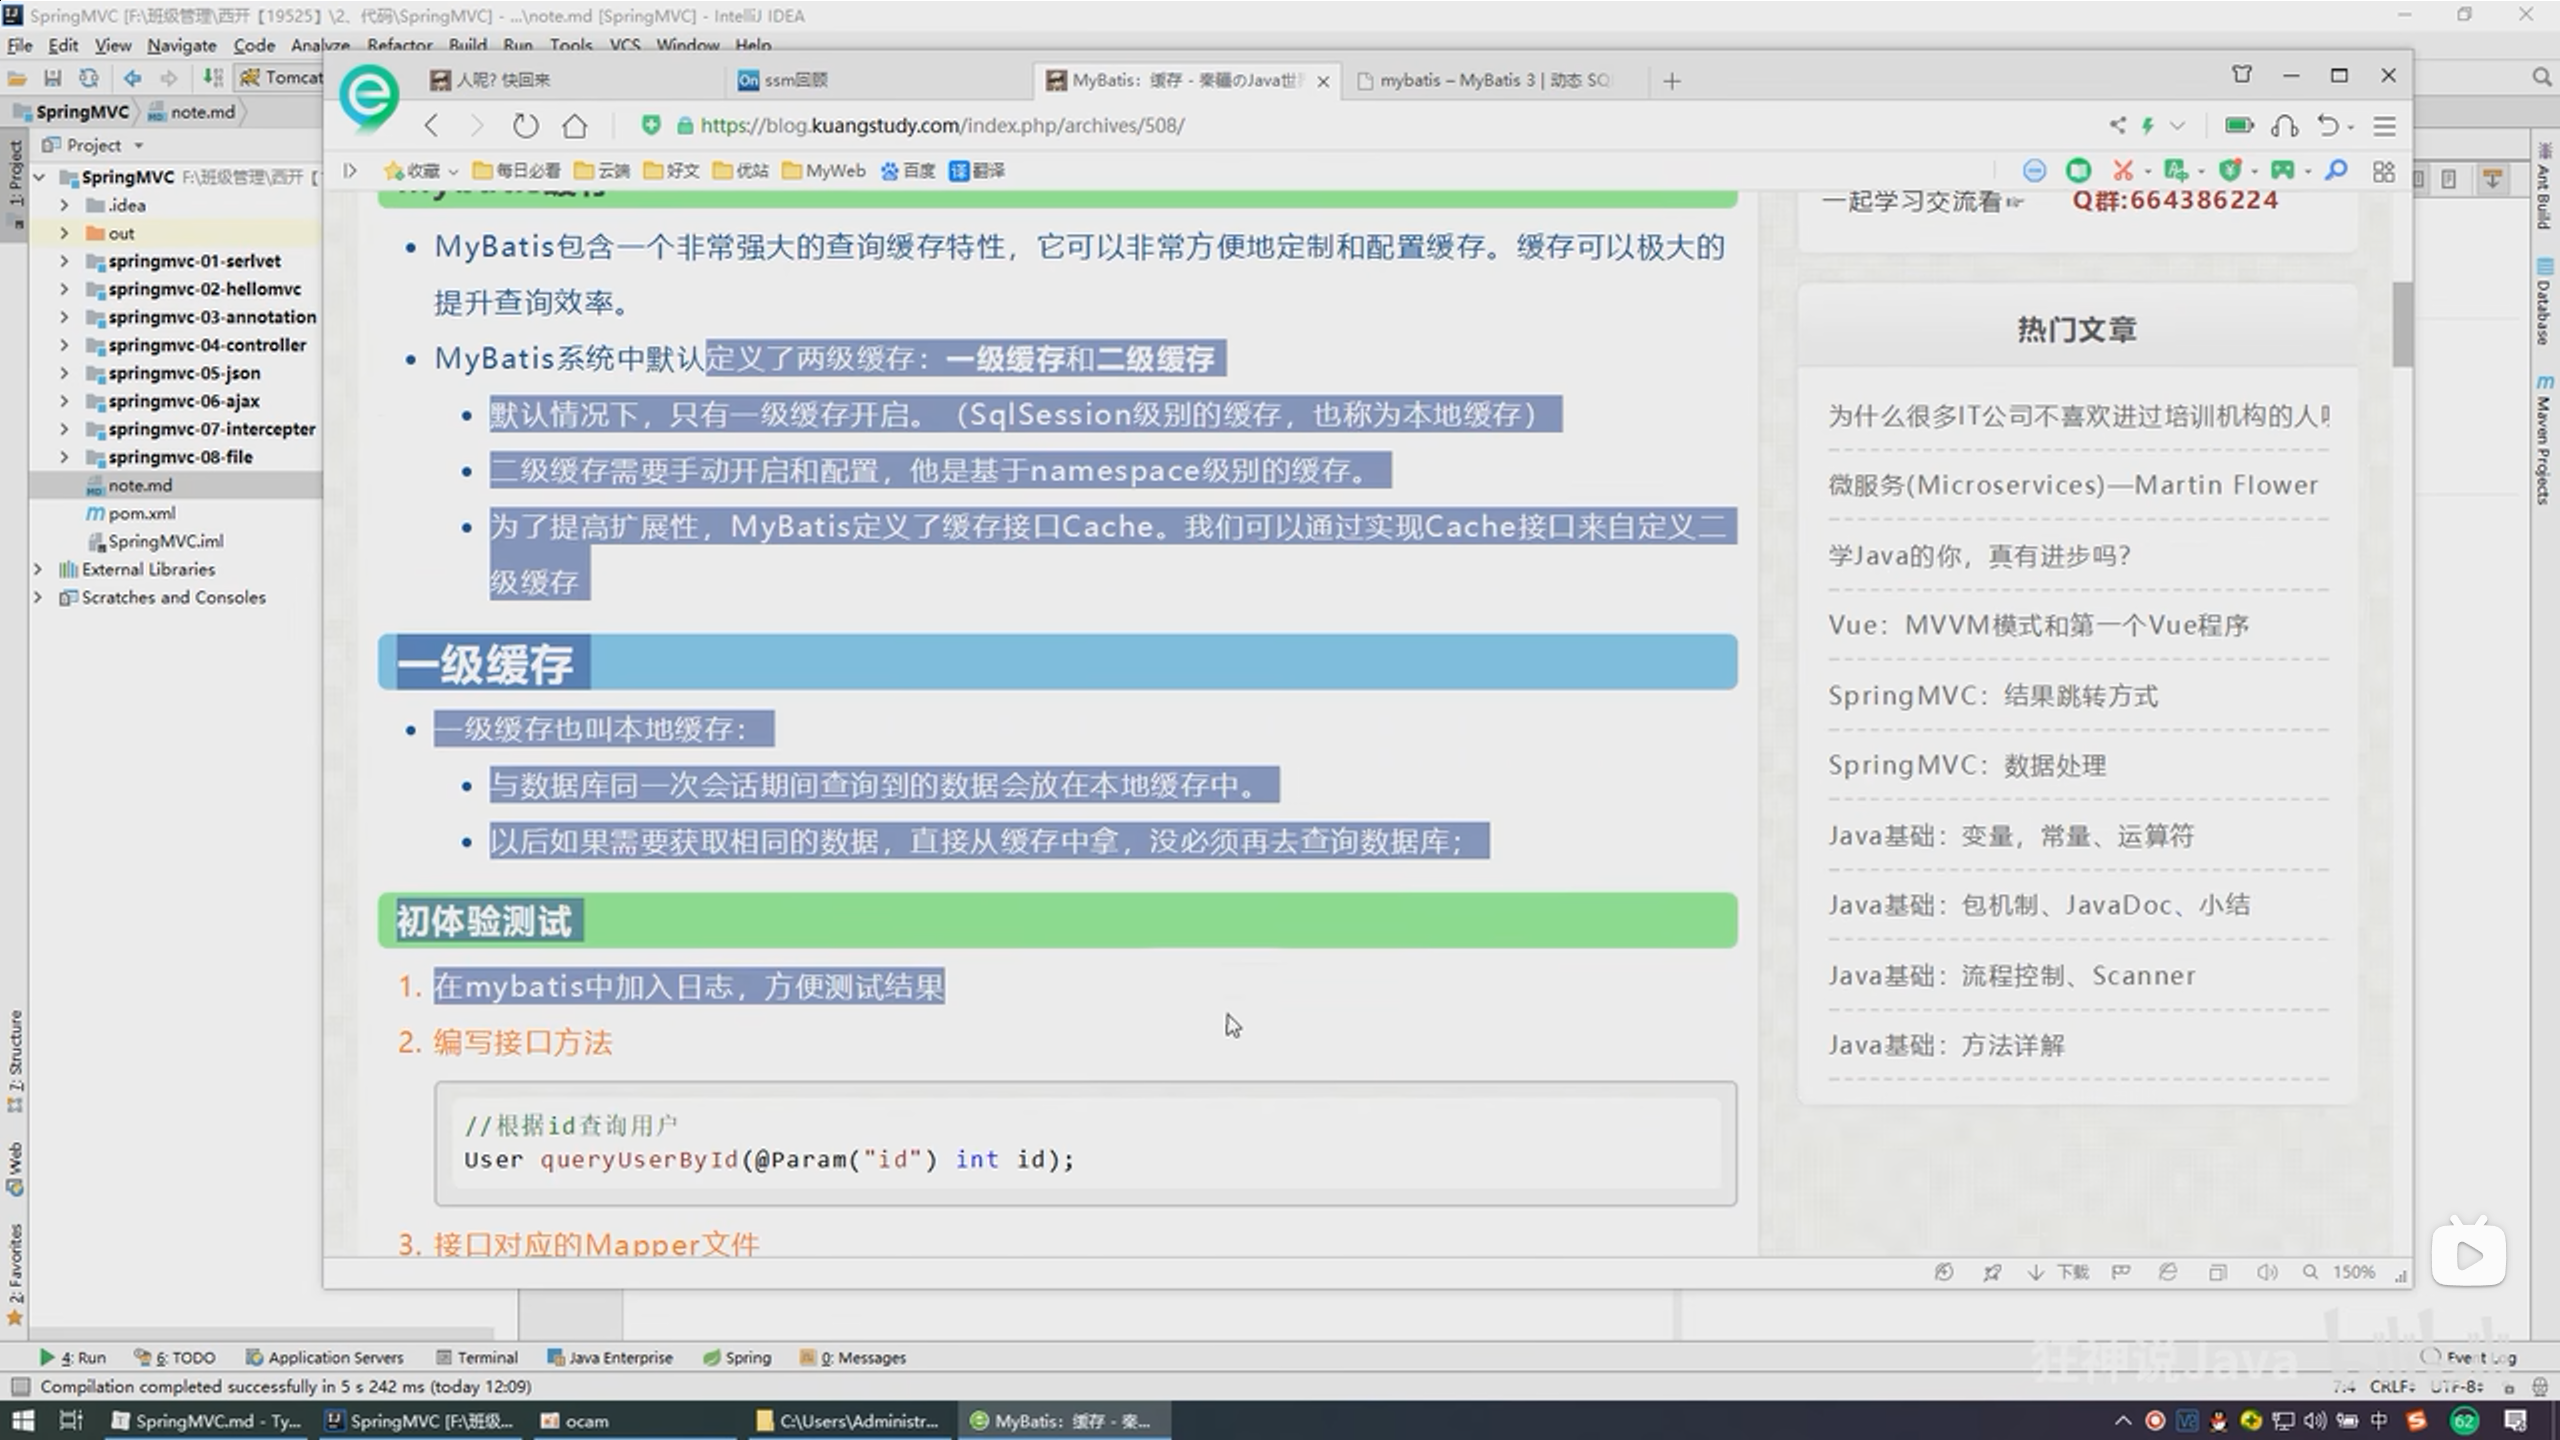 SpringMVC [F:\班级管理\西开【19525】\2、代码\SpringMVC] - ...\note.md [SpringMVC] - IntelliJ IDEA
File Edit View Navigate Code Analyze Refactor Build Run Tools VCS Window Help
Tomcat
人呢？快回来
ssm回顾
MyBatis：缓存 - 秦疆のJava世界
mybatis – MyBatis 3 | 动态 SQ
SpringMVC
note.md
https://blog.kuangstudy.com/index.php/archives/508/
Project
收藏 每日必看 云端 好文 优站 MyWeb 百度 译 翻译
SpringMVC F:\班级管理\西开【
.idea
out
springmvc-01-serlvet
springmvc-02-hellomvc
springmvc-03-annotation
springmvc-04-controller
springmvc-05-json
springmvc-06-ajax
springmvc-07-intercepter
springmvc-08-file
note.md
pom.xml
SpringMVC.iml
External Libraries
Scratches and Consoles
1: Project
7: Structure
Web
2: Favorites
Ant Build
Database
Maven Projects
MyBatis缓存
MyBatis包含一个非常强大的查询缓存特性，它可以非常方便地定制和配置缓存。缓存可以极大的
提升查询效率。
MyBatis系统中默认定义了两级缓存：一级缓存和二级缓存
默认情况下，只有一级缓存开启。（SqlSession级别的缓存，也称为本地缓存）
二级缓存需要手动开启和配置，他是基于namespace级别的缓存。
为了提高扩展性，MyBatis定义了缓存接口Cache。我们可以通过实现Cache接口来自定义二
级缓存
一级缓存
一级缓存也叫本地缓存：
与数据库同一次会话期间查询到的数据会放在本地缓存中。
以后如果需要获取相同的数据，直接从缓存中拿，没必须再去查询数据库；
初体验测试
1. 在mybatis中加入日志，方便测试结果
2. 编写接口方法
//根据id查询用户
User queryUserById(@Param("id") int id);
3. 接口对应的Mapper文件
一起学习交流看☞ Q群:664386224
热门文章
为什么很多IT公司不喜欢进过培训机构的人
微服务(Microservices)—Martin Flower
学Java的你，真有进步吗？
Vue：MVVM模式和第一个Vue程序
SpringMVC：结果跳转方式
SpringMVC：数据处理
Java基础：变量，常量、运算符
Java基础：包机制、JavaDoc、小结
Java基础：流程控制、Scanner
Java基础：方法详解
下载 150%
狂神说Java
4: Run 6: TODO Application Servers Terminal Java Enterprise Spring 0: Messages Event Log
Compilation completed successfully in 5 s 242 ms (today 12:09) 7:4 CRLF UTF-8
SpringMVC.md - Ty... SpringMVC [F:\班级... ocam C:\Users\Administr... MyBatis：缓存 - 秦... 中 62